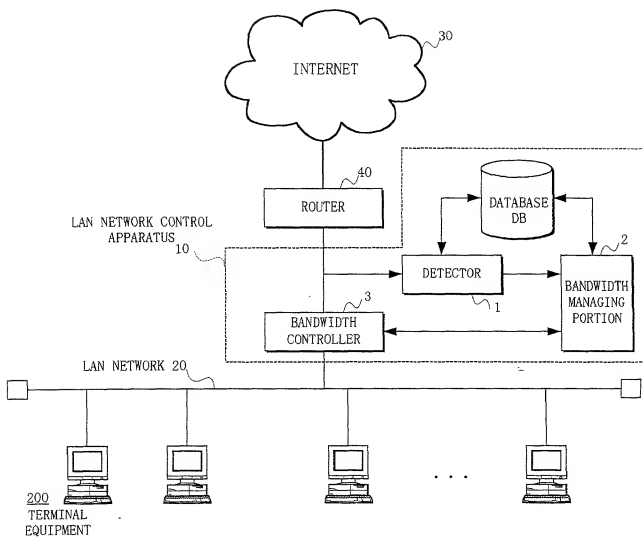 30
INTERNET
40
ROUTER
DATABASE
DB
LAN NETWORK CONTROL
APPARATUS
10
2
DETECTOR
1
BANDWIDTH
MANAGING
PORTION
3
BANDWIDTH
CONTROLLER
LAN NETWORK 20
...
200
TERMINAL
EQUIPMENT